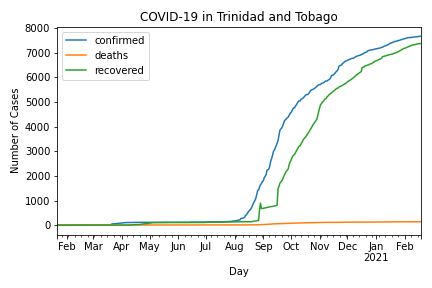 COVID-19 in Trinidad and Tobago
8000
7000
6000
5000
4000
3000
2000
1000
0
Number of Cases
confirmed
deaths
recovered
Feb Mar Apr May Jun Jul Aug Sep Oct Nov Dec Jan Feb
2021
Day